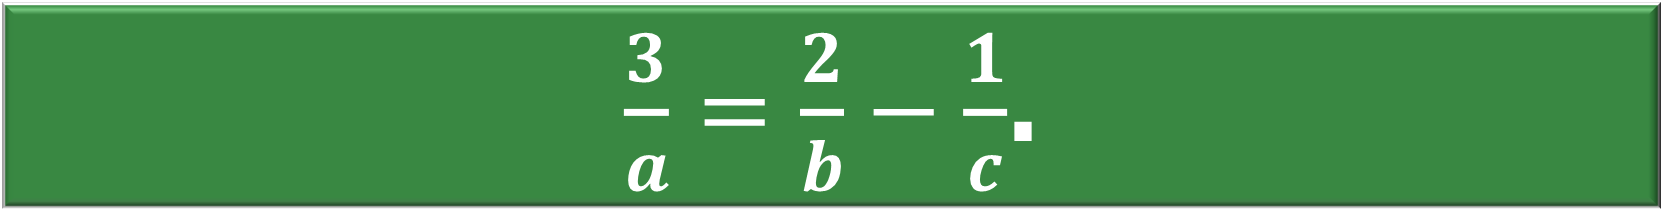 3/a = 2/b − 1/c.